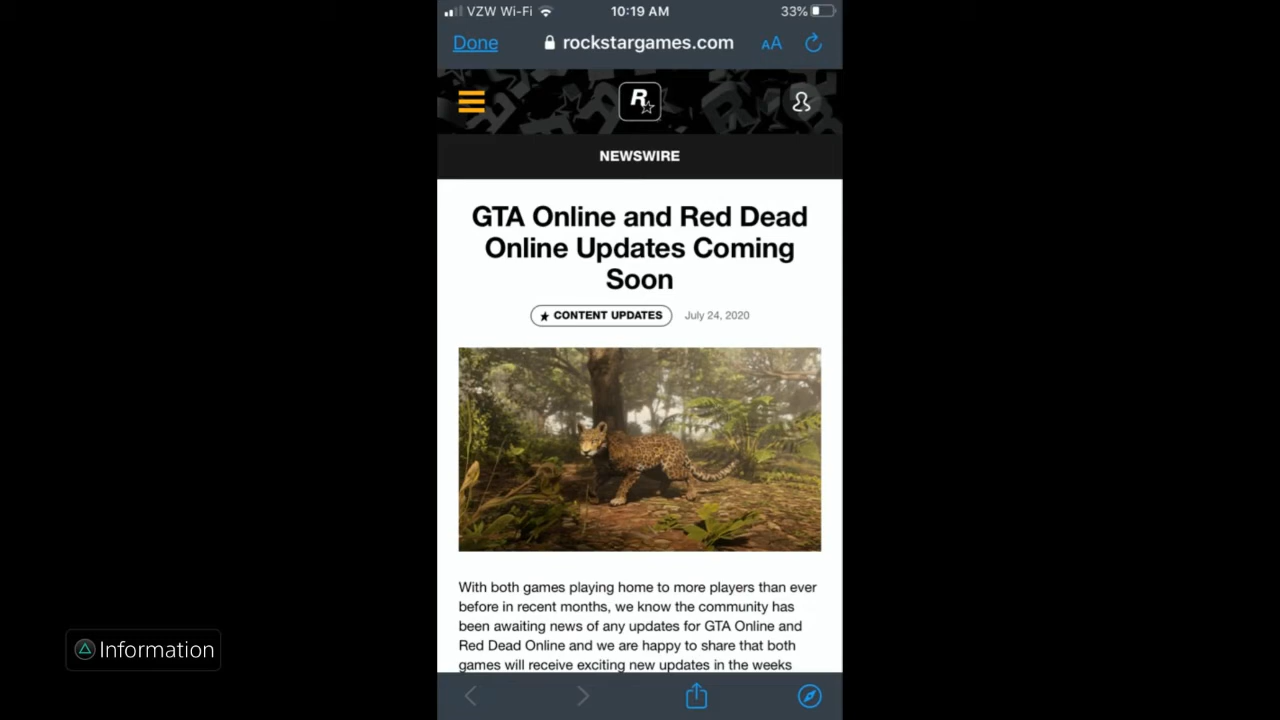 VZW Wi-Fi 10:19 AM 33%
Done rockstargames.com AA
R
NEWSWIRE
GTA Online and Red Dead
Online Updates Coming
Soon
CONTENT UPDATES July 24, 2020
With both games playing home to more players than ever
before in recent months, we know the community has
been awaiting news of any updates for GTA Online and
Red Dead Online and we are happy to share that both
games will receive exciting new updates in the weeks
Information